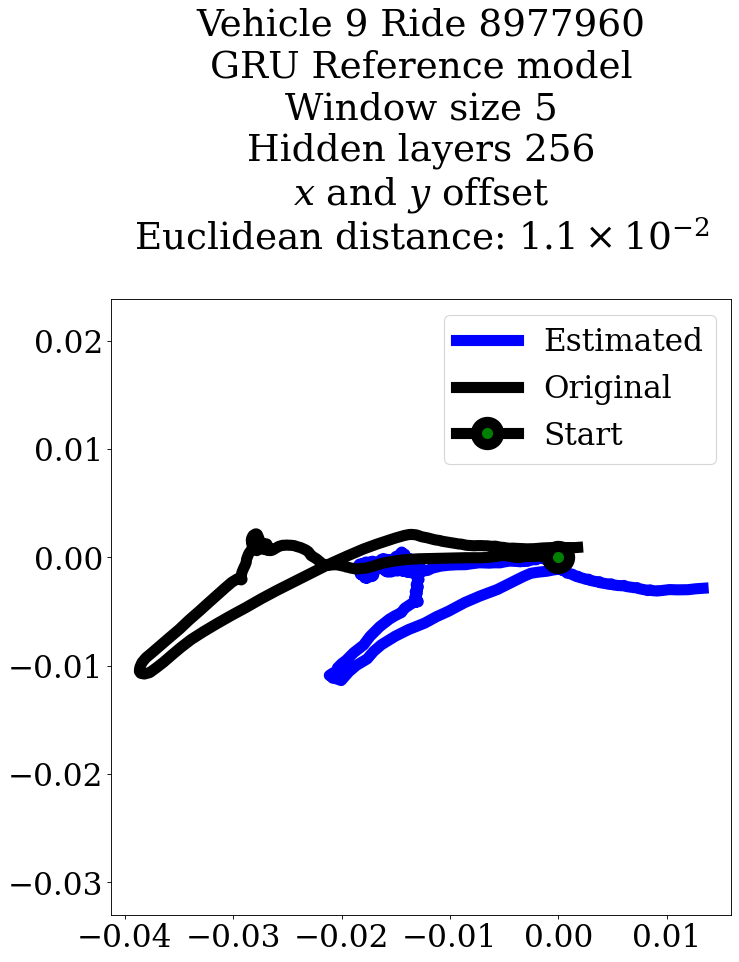 Vehicle 9 Ride 8977960
GRU Reference model
Window size 5
Hidden layers 256
x and y offset
Euclidean distance: 1.1 × 10⁻²
Estimated
Original
Start
0.02
0.01
0.00
−0.01
−0.02
−0.03
−0.04 −0.03 −0.02 −0.01 0.00 0.01